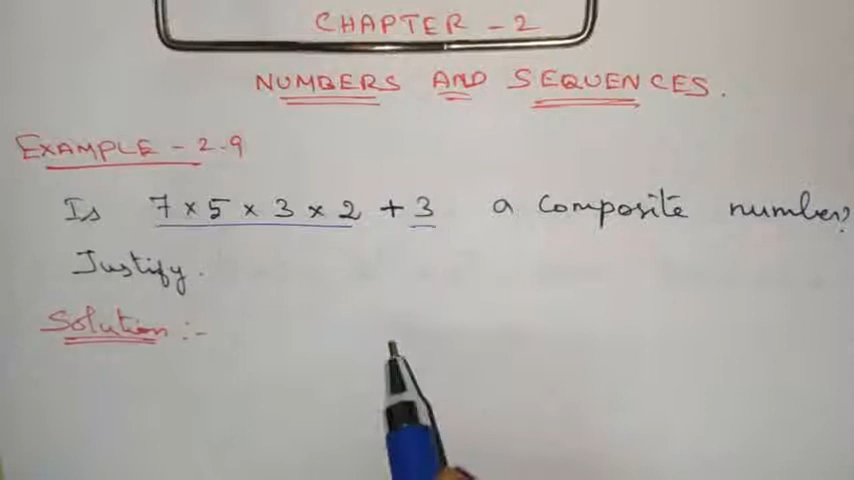 CHAPTER - 2
NUMBERS AND SEQUENCES.
EXAMPLE - 2.9
Is 7 × 5 × 3 × 2 + 3 a composite number?
Justify.
Solution :-